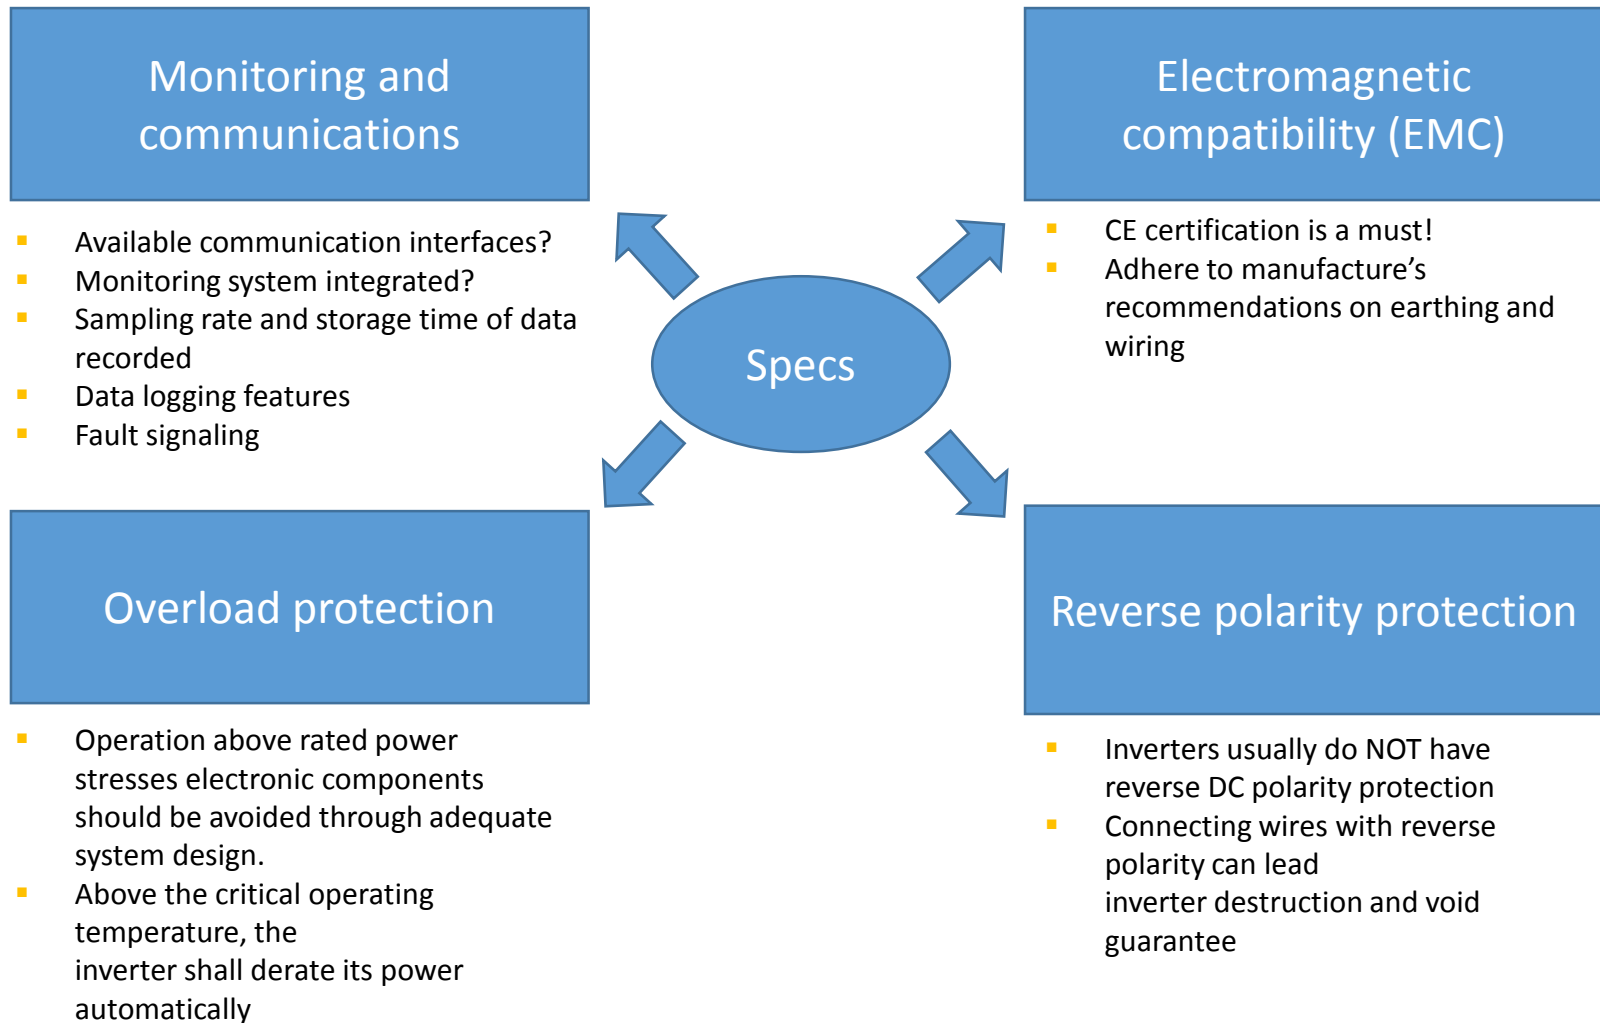 Monitoring and
communications
▪ Available communication interfaces?
▪ Monitoring system integrated?
▪ Sampling rate and storage time of data
recorded
▪ Data logging features
▪ Fault signaling
Electromagnetic
compatibility (EMC)
▪ CE certification is a must!
▪ Adhere to manufacture’s
recommendations on earthing and
wiring
Specs
Overload protection
▪ Operation above rated power
stresses electronic components
should be avoided through adequate
system design.
▪ Above the critical operating
temperature, the
inverter shall derate its power
automatically
Reverse polarity protection
▪ Inverters usually do NOT have
reverse DC polarity protection
▪ Connecting wires with reverse
polarity can lead
inverter destruction and void
guarantee